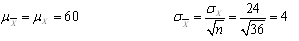 μ_x̄ = μ_x = 60    σ_x̄ = σ_x / √n = 24 / √36 = 4